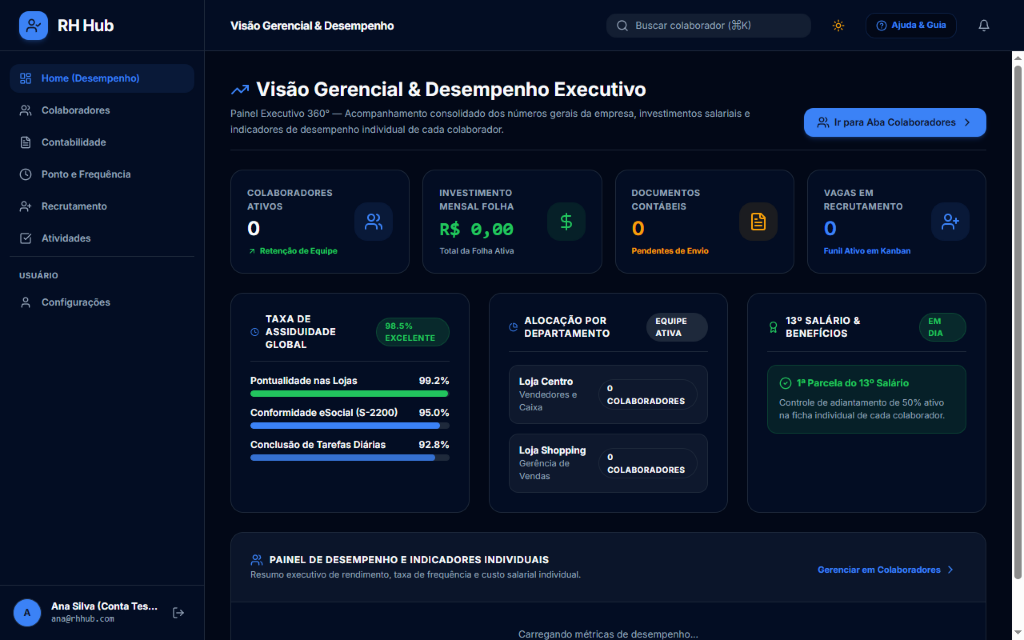 RH Hub
Visão Gerencial & Desempenho
Buscar colaborador (⌘K)
Ajuda & Guia
Home (Desempenho)
Colaboradores
Contabilidade
Ponto e Frequência
Recrutamento
Atividades
USUÁRIO
Configurações
A
Ana Silva (Conta Tes...
ana@rhhub.com
Visão Gerencial & Desempenho Executivo
Painel Executivo 360° — Acompanhamento consolidado dos números gerais da empresa, investimentos salariais e
indicadores de desempenho individual de cada colaborador.
Ir para Aba Colaboradores
COLABORADORES
ATIVOS
0
Retenção de Equipe
INVESTIMENTO
MENSAL FOLHA
R$ 0,00
Total da Folha Ativa
DOCUMENTOS
CONTÁBEIS
0
Pendentes de Envio
VAGAS EM
RECRUTAMENTO
0
Funil Ativo em Kanban
TAXA DE
ASSIDUIDADE
GLOBAL
98.5%
EXCELENTE
Pontualidade nas Lojas 99.2%
Conformidade eSocial (S-2200) 95.0%
Conclusão de Tarefas Diárias 92.8%
ALOCAÇÃO POR
DEPARTAMENTO
EQUIPE
ATIVA
Loja Centro
Vendedores e
Caixa
0
COLABORADORES
Loja Shopping
Gerência de
Vendas
0
COLABORADORES
13º SALÁRIO &
BENEFÍCIOS
EM
DIA
1ª Parcela do 13º Salário
Controle de adiantamento de 50% ativo
na ficha individual de cada colaborador.
PAINEL DE DESEMPENHO E INDICADORES INDIVIDUAIS
Resumo executivo de rendimento, taxa de frequência e custo salarial individual.
Gerenciar em Colaboradores
Carregando métricas de desempenho...